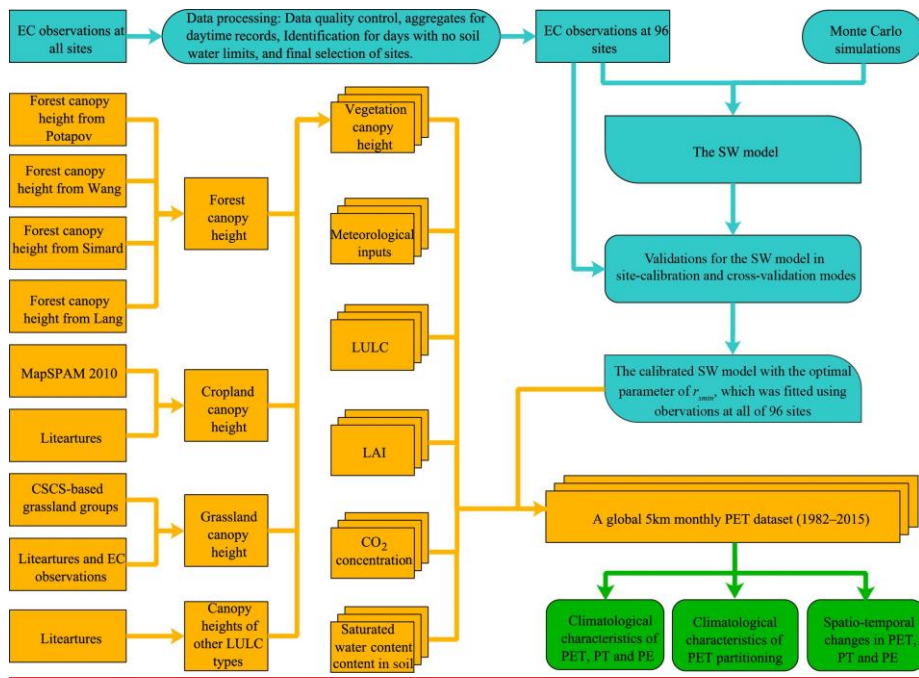 EC observations at
all sites
Data processing: Data quality control, aggregates for
daytime records, Identification for days with no soil
water limits, and final selection of sites.
EC observations at 96
sites
Monte Carlo
simulations
Forest canopy
height from
Potapov
Forest canopy
height from Wang
Forest canopy
height from Simard
Forest canopy
height from Lang
Forest
canopy
height
MapSPAM 2010
Liteartures
Cropland
canopy
height
CSCS-based
grassland groups
Liteartures and EC
observations
Grassland
canopy
height
Liteartures
Canopy
heights of
other LULC
types
Vegetation
canopy
height
Meteorological
inputs
LULC
LAI
CO2
concentration
Saturated
water content
content in soil
The SW model
Validations for the SW model in
site-calibration and cross-validation modes
The calibrated SW model with the optimal
parameter of rsmin, which was fitted using
obervations at all of 96 sites
A global 5km monthly PET dataset (1982–2015)
Climatological
characteristics of
PET, PT and PE
Climatological
characteristics of
PET partitioning
Spatio-temporal
changes in PET,
PT and PE